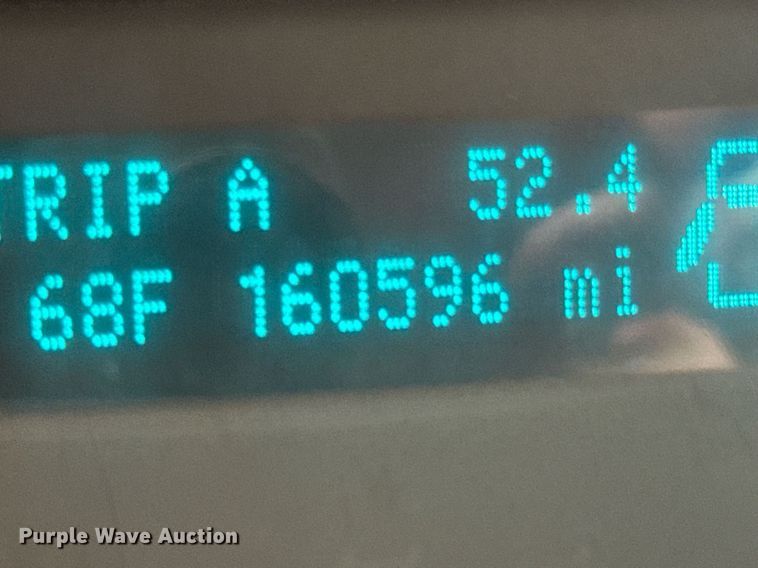 TRIP A 52.4
68F 160596 mi
Purple Wave Auction